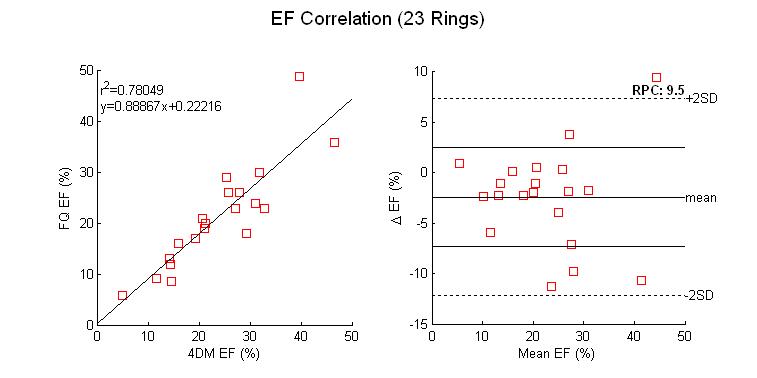 EF Correlation (23 Rings)
r²=0.78049
y=0.88867x+0.22216
50
40
30
20
10
0
0 10 20 30 40 50
FQ EF (%)
4DM EF (%)
10
5
0
-5
-10
-15
0 10 20 30 40 50
Δ EF (%)
Mean EF (%)
RPC: 9.5
+2SD
mean
-2SD